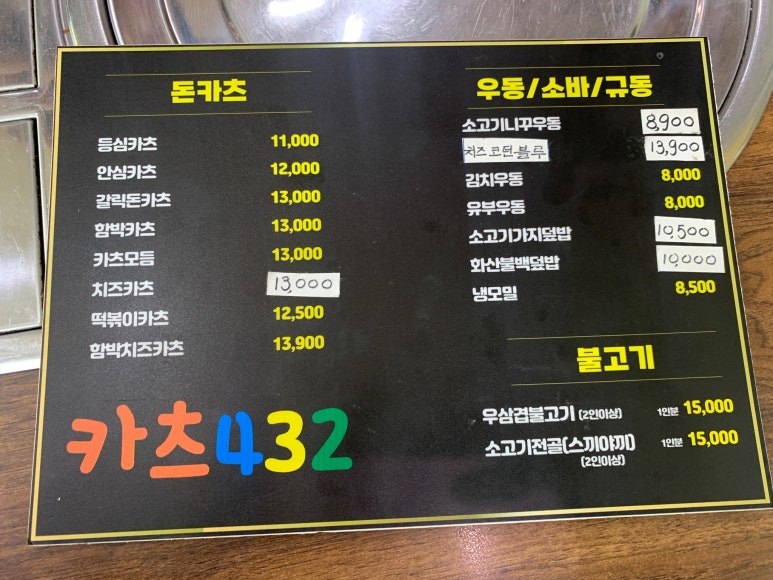 돈카츠
등심카츠 11,000
안심카츠 12,000
갈릭돈카츠 13,000
함박카츠 13,000
카츠모듬 13,000
치즈카츠 13,000
떡볶이카츠 12,500
함박치즈카츠 13,900
카츠432
우동/소바/규동
소고기니꾸우동 8,900
치즈코돈블루 13,900
김치우동 8,000
유부우동 8,000
소고기가지덮밥 10,500
화산불백덮밥 10,000
냉모밀 8,500
불고기
우삼겹불고기 (2인이상) 1인분 15,000
소고기전골(스끼야끼) 1인분 15,000
(2인이상)